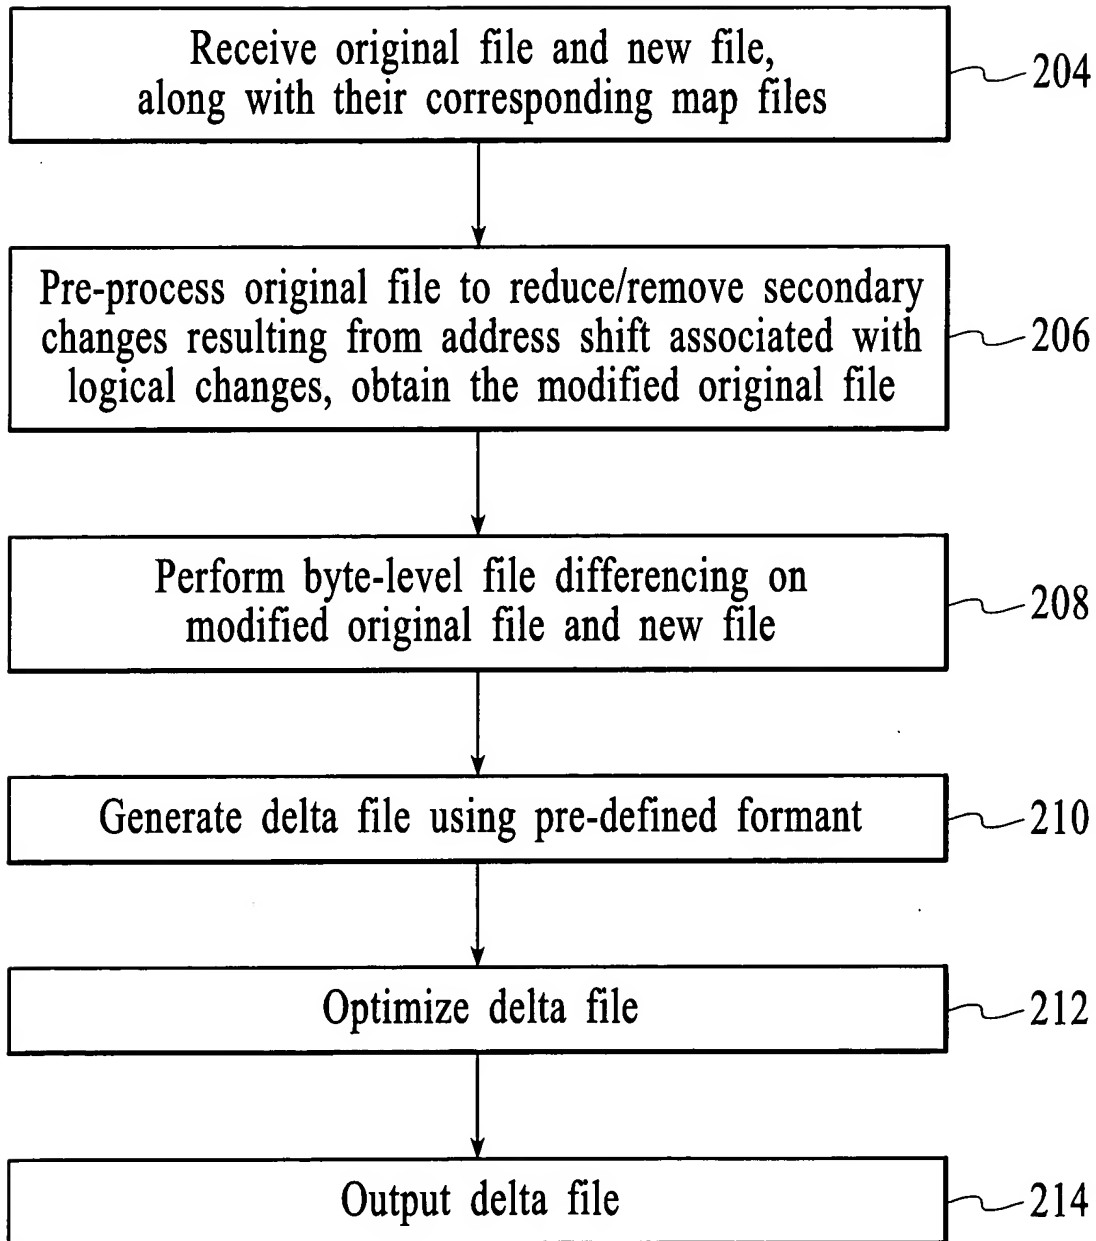 Receive original file and new file,
along with their corresponding map files
204
Pre-process original file to reduce/remove secondary
changes resulting from address shift associated with
logical changes, obtain the modified original file
206
Perform byte-level file differencing on
modified original file and new file
208
Generate delta file using pre-defined formant
210
Optimize delta file
212
Output delta file
214